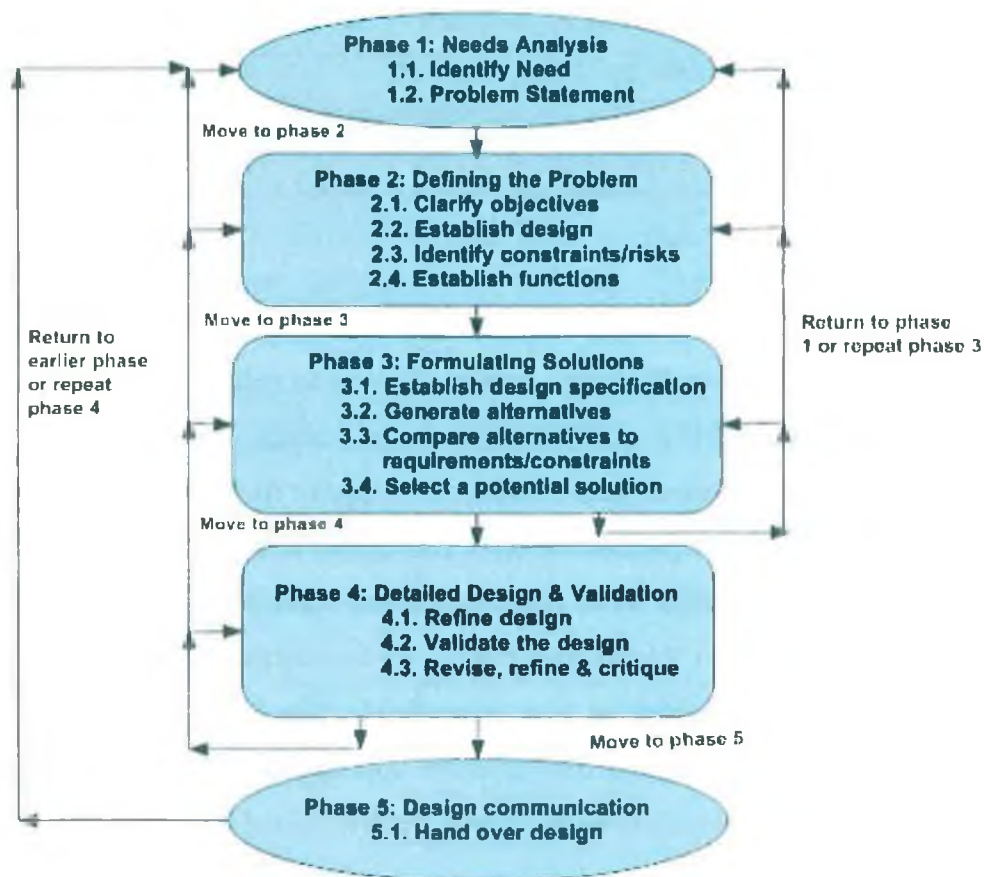 Phase 1: Needs Analysis
1.1. Identify Need
1.2. Problem Statement
Move to phase 2
Phase 2: Defining the Problem
2.1. Clarify objectives
2.2. Establish design
2.3. Identify constraints/risks
2.4. Establish functions
Move to phase 3
Return to
earlier phase
or repeat
phase 4
Return to phase
1 or repeat phase 3
Phase 3: Formulating Solutions
3.1. Establish design specification
3.2. Generate alternatives
3.3. Compare alternatives to
requirements/constraints
3.4. Select a potential solution
Move to phase 4
Phase 4: Detailed Design & Validation
4.1. Refine design
4.2. Validate the design
4.3. Revise, refine & critique
Move to phase 5
Phase 5: Design communication
5.1. Hand over design